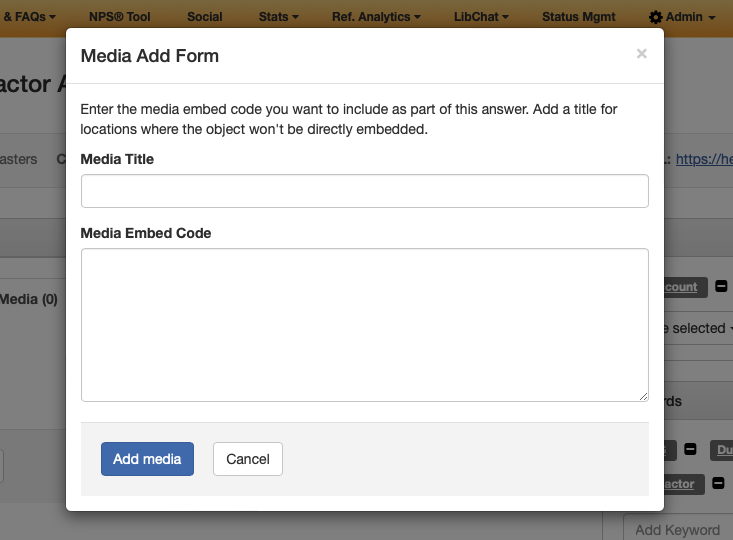 & FAQs NPS® Tool Social Stats Ref. Analytics LibChat Status Mgmt Admin
actor A
Media Add Form ×
Enter the media embed code you want to include as part of this answer. Add a title for
locations where the object won't be directly embedded.
asters C .: https://he
Media Title
Media Embed Code
count
Media (0)
e selected
rds
Du
actor
Add media Cancel
Add Keyword